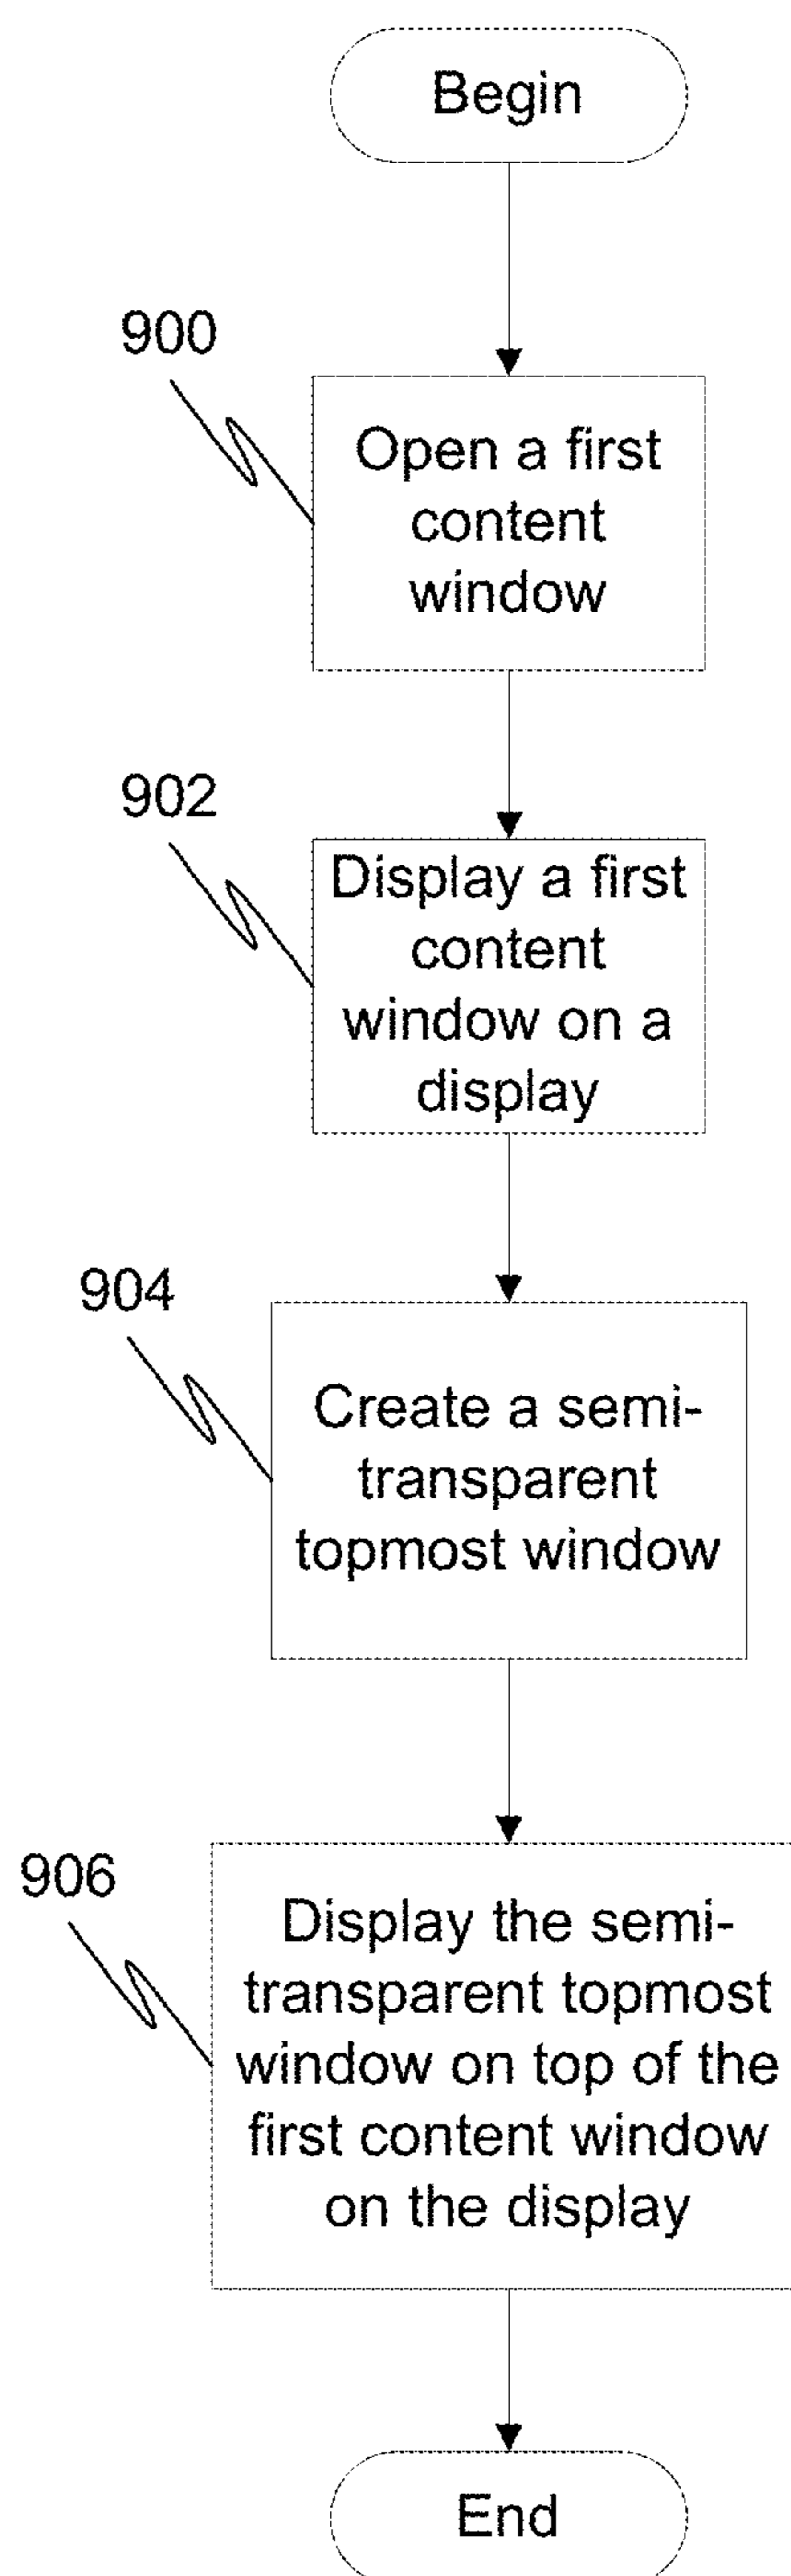 Begin
900
Open a first
content
window
902
Display a first
content
window on a
display
904
Create a semi-
transparent
topmost window
906
Display the semi-
transparent topmost
window on top of the
first content window
on the display
End